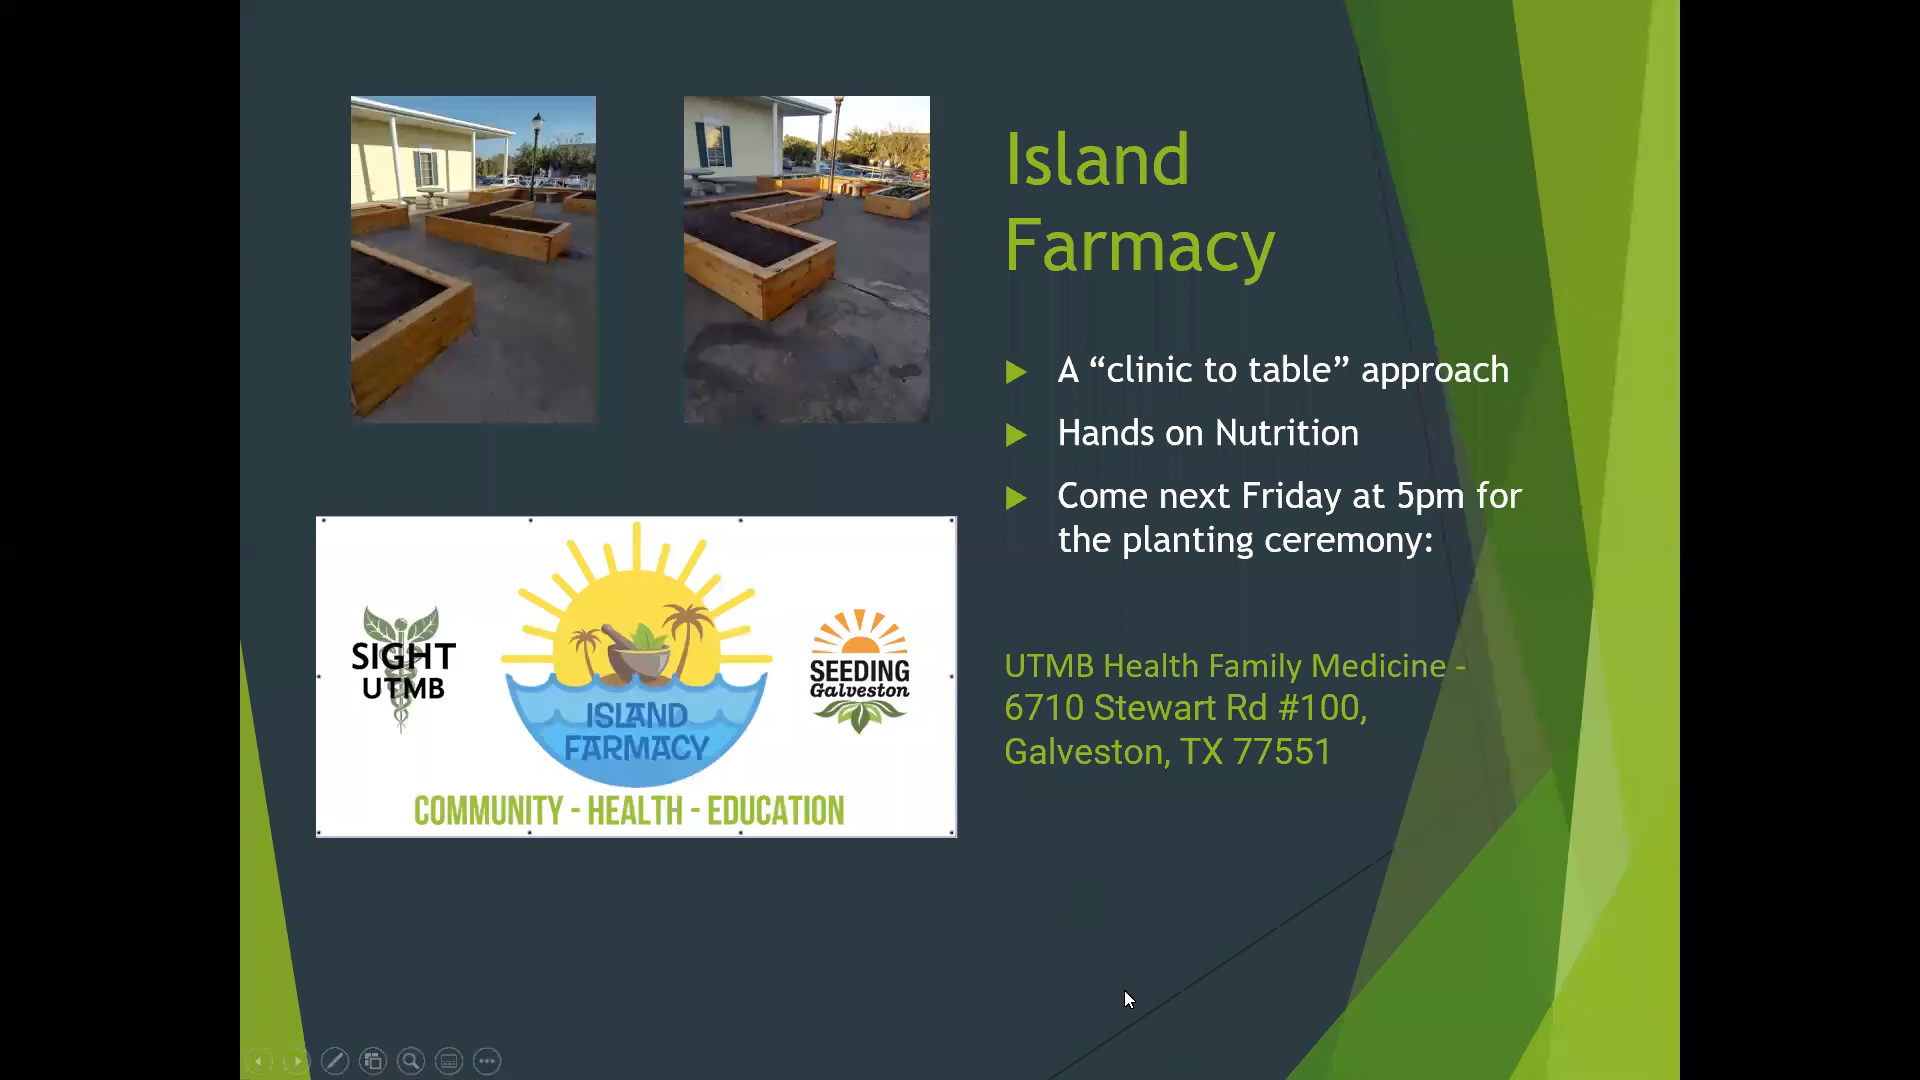 Island
Farmacy
A “clinic to table” approach
Hands on Nutrition
Come next Friday at 5pm for
the planting ceremony:
UTMB Health Family Medicine -
6710 Stewart Rd #100,
Galveston, TX 77551
SIGHT
UTMB
ISLAND
FARMACY
SEEDING
Galveston
COMMUNITY - HEALTH - EDUCATION